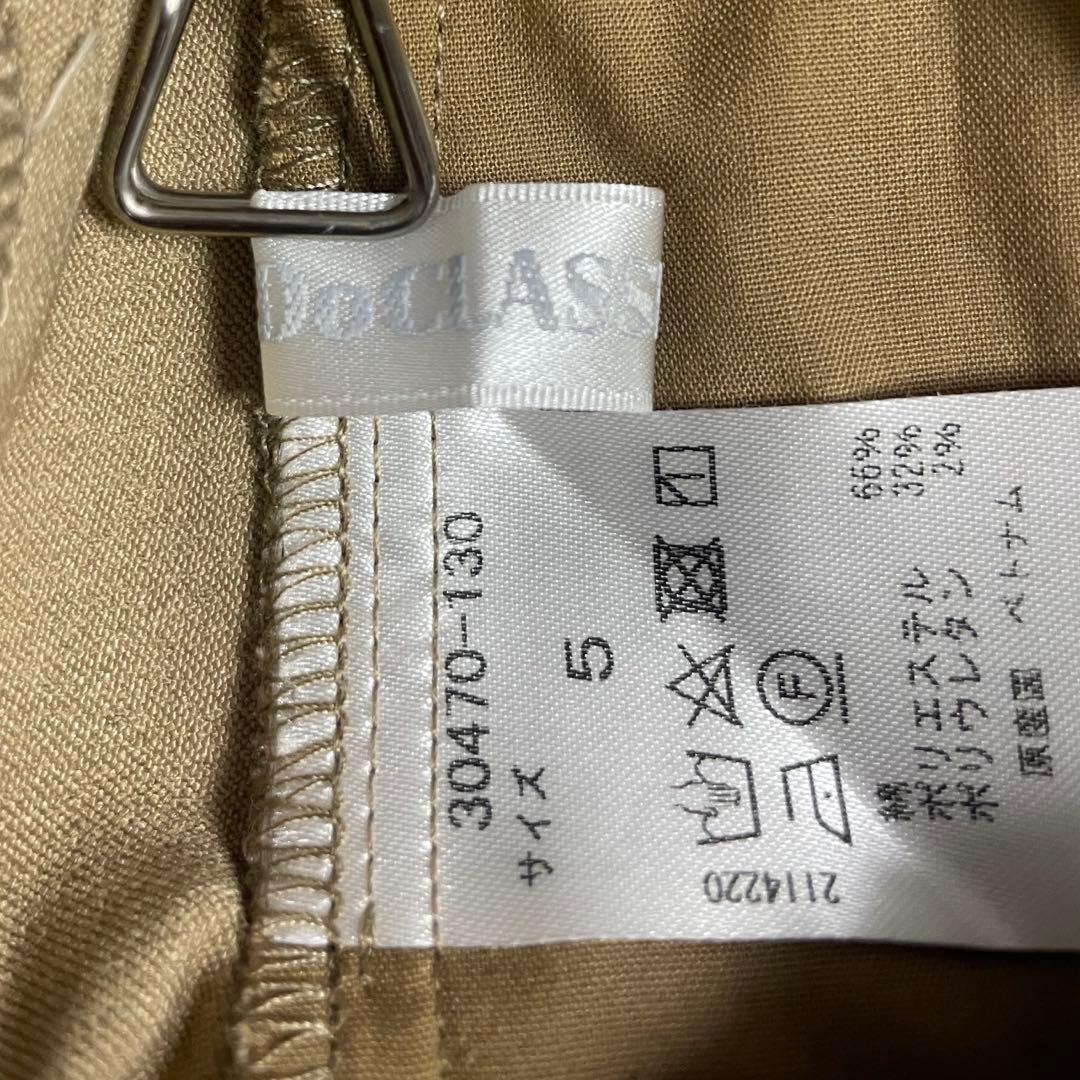 DoCLASS
30470-130
サイズ 5
2114220
F
綿 66%
ポリエステル 32%
ポリウレタン 2%
原産国 ベトナム